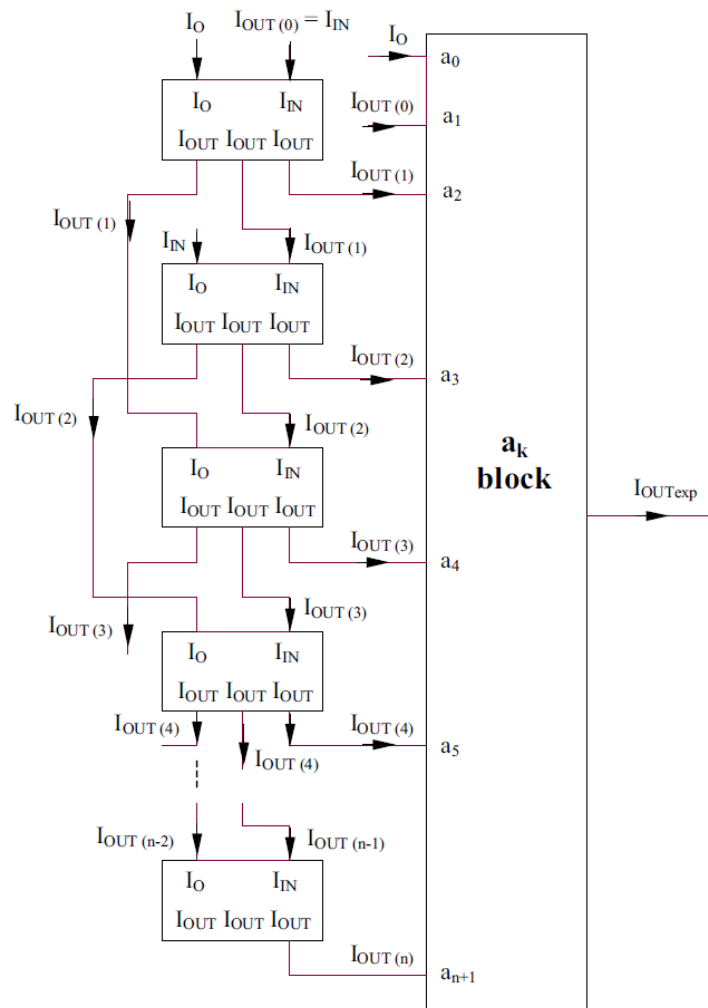 I_O I_OUT (0) = I_IN
I_O
a_0
I_O I_IN
I_OUT (0)
a_1
I_OUT I_OUT I_OUT
I_OUT (1)
a_2
I_OUT (1)
I_IN
I_OUT (1)
I_O I_IN
I_OUT I_OUT I_OUT
I_OUT (2)
a_3
I_OUT (2)
I_OUT (2)
I_O I_IN
I_OUT I_OUT I_OUT
a_k
block
I_OUTexp
I_OUT (3)
a_4
I_OUT (3)
I_OUT (3)
I_O I_IN
I_OUT I_OUT I_OUT
I_OUT (4)
I_OUT (4)
a_5
I_OUT (4)
I_OUT (n-2)
I_OUT (n-1)
I_O I_IN
I_OUT I_OUT I_OUT
I_OUT (n)
a_n+1